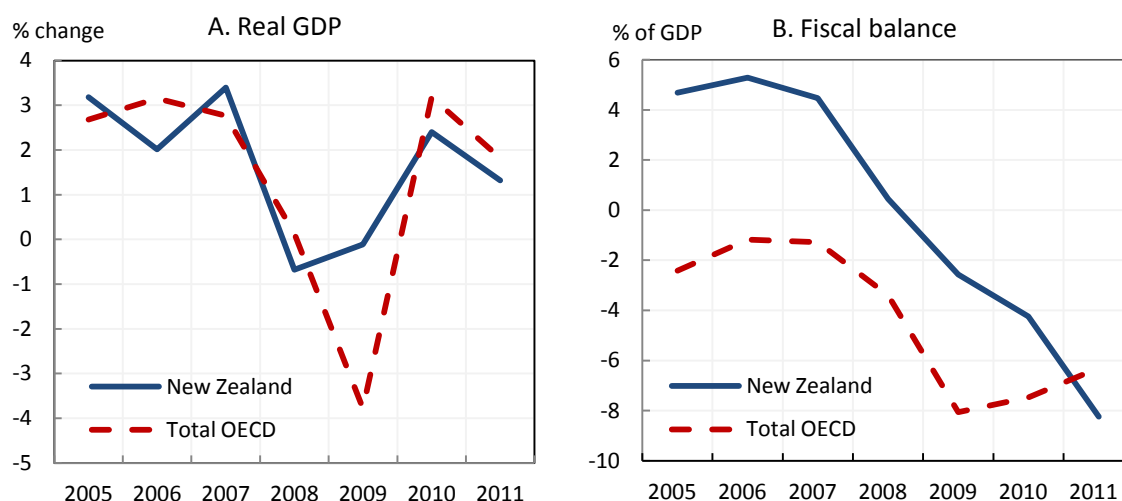 A. Real GDP
% change
4
3
2
1
0
-1
-2
-3
-4
-5
New Zealand
Total OECD
2005 2006 2007 2008 2009 2010 2011
B. Fiscal balance
% of GDP
6
4
2
0
-2
-4
-6
-8
-10
New Zealand
Total OECD
2005 2006 2007 2008 2009 2010 2011